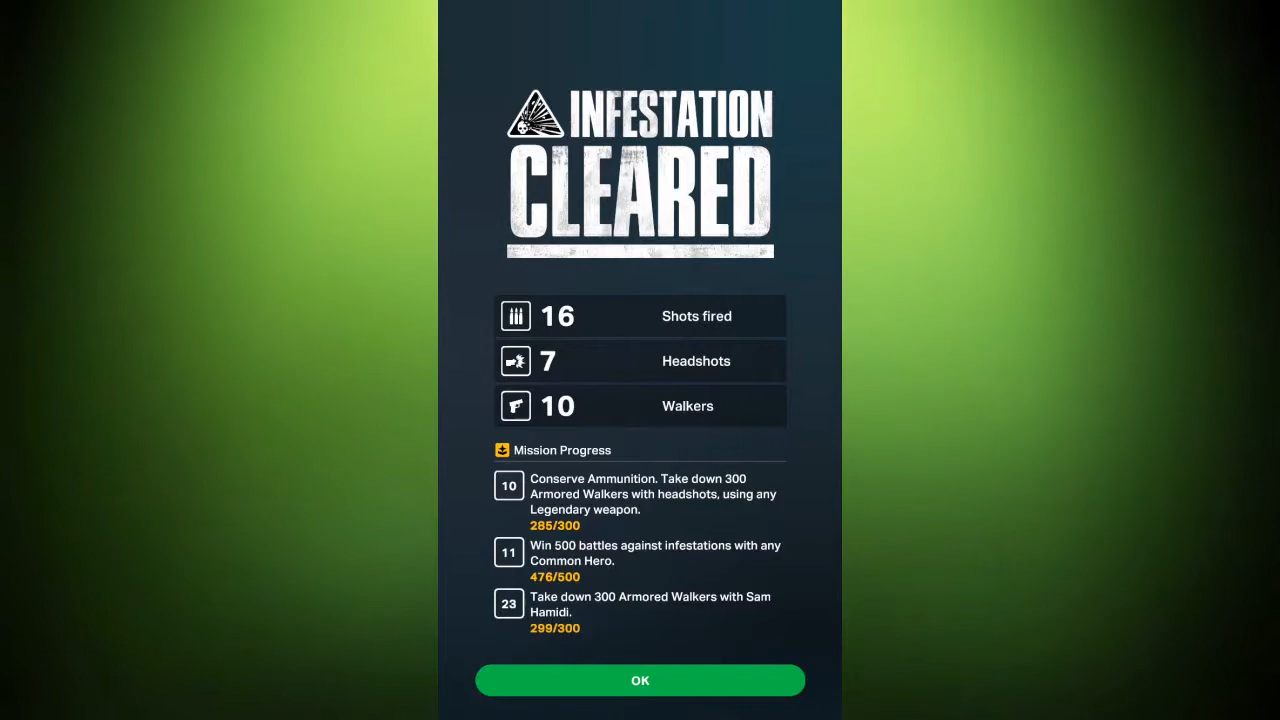 INFESTATION
CLEARED
16 Shots fired
7 Headshots
10 Walkers
Mission Progress
10 Conserve Ammunition. Take down 300
Armored Walkers with headshots, using any
Legendary weapon.
285/300
11 Win 500 battles against infestations with any
Common Hero.
476/500
23 Take down 300 Armored Walkers with Sam
Hamidi.
299/300
OK